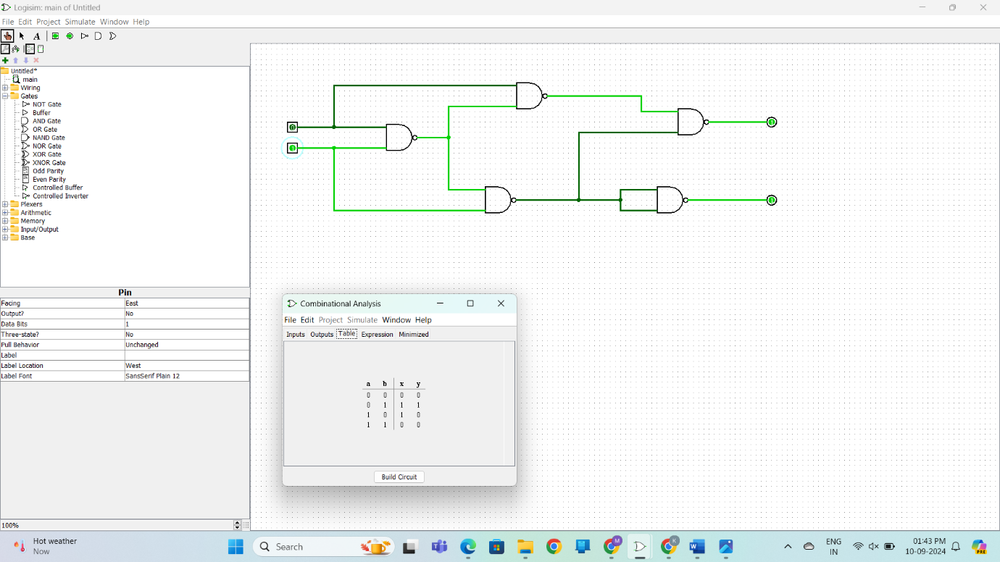 Logisim: main of Untitled
File Edit Project Simulate Window Help
A
Untitled*
main
Wiring
Gates
NOT Gate
Buffer
AND Gate
OR Gate
NAND Gate
NOR Gate
XOR Gate
XNOR Gate
Odd Parity
Even Parity
Controlled Buffer
Controlled Inverter
Plexers
Arithmetic
Memory
Input/Output
Base
0
1
1
1
Pin
Facing East
Output? No
Data Bits 1
Three-state? No
Pull Behavior Unchanged
Label
Label Location West
Label Font SansSerif Plain 12
Combinational Analysis
File Edit Project Simulate Window Help
Inputs Outputs Table Expression Minimized
a b x y
0 0 0 0
0 1 1 1
1 0 1 0
1 1 0 0
Build Circuit
100%
Hot weather
Now
Search
M
K
W
PRE
ENG
IN
01:43 PM
10-09-2024